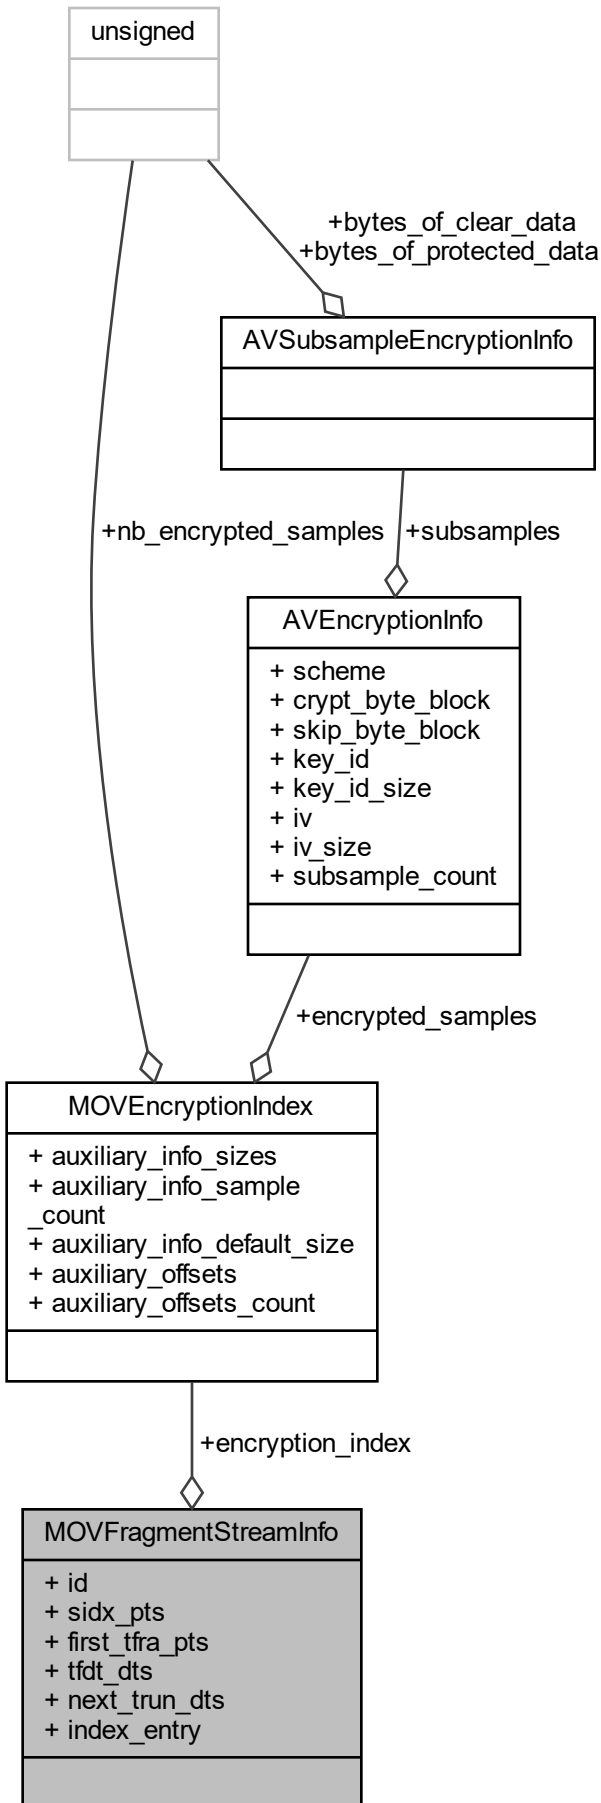 unsigned
+bytes_of_clear_data
+bytes_of_protected_data
AVSubsampleEncryptionInfo
+nb_encrypted_samples
+subsamples
AVEncryptionInfo
+ scheme
+ crypt_byte_block
+ skip_byte_block
+ key_id
+ key_id_size
+ iv
+ iv_size
+ subsample_count
+encrypted_samples
MOVEncryptionIndex
+ auxiliary_info_sizes
+ auxiliary_info_sample
_count
+ auxiliary_info_default_size
+ auxiliary_offsets
+ auxiliary_offsets_count
+encryption_index
MOVFragmentStreamInfo
+ id
+ sidx_pts
+ first_tfra_pts
+ tfdt_dts
+ next_trun_dts
+ index_entry